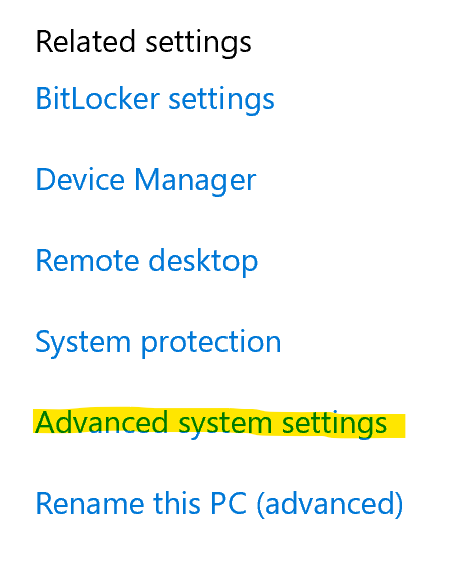 Related settings
BitLocker settings
Device Manager
Remote desktop
System protection
Advanced system settings
Rename this PC (advanced)